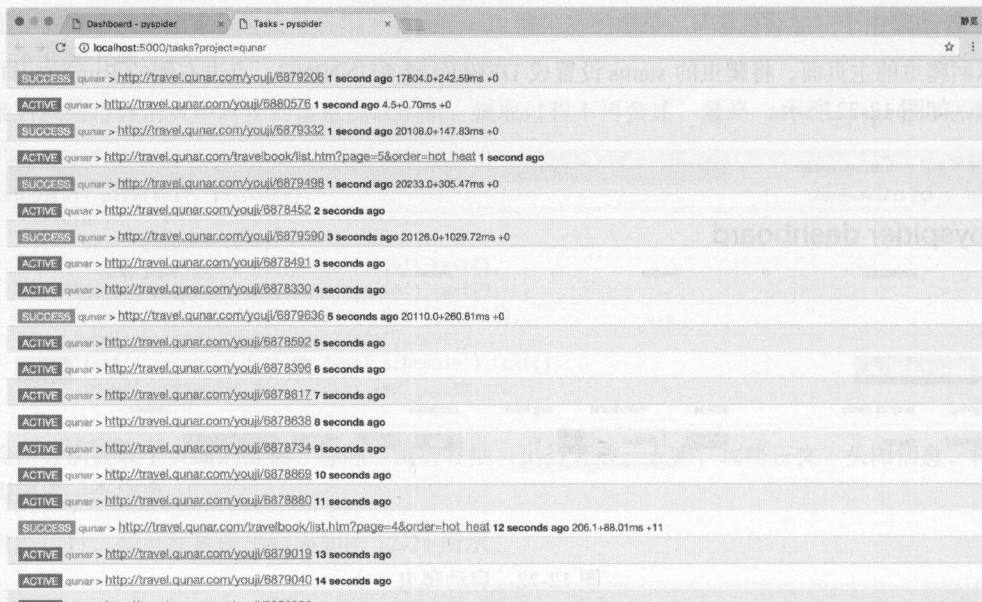 Dashboard - pyspider × Tasks - pyspider ×
localhost:5000/tasks?project=qunar
SUCCESS qunar > http://travel.qunar.com/youji/6879206 1 second ago 17804.0+242.59ms +0
ACTIVE qunar > http://travel.qunar.com/youji/6880576 1 second ago 4.5+0.70ms +0
SUCCESS qunar > http://travel.qunar.com/youji/6879332 1 second ago 20108.0+147.83ms +0
ACTIVE qunar > http://travel.qunar.com/travelbook/list.htm?page=5&order=hot_heat 1 second ago
SUCCESS qunar > http://travel.qunar.com/youji/6879498 1 second ago 20233.0+305.47ms +0
ACTIVE qunar > http://travel.qunar.com/youji/6878452 2 seconds ago
SUCCESS qunar > http://travel.qunar.com/youji/6879590 3 seconds ago 20126.0+1029.72ms +0
ACTIVE qunar > http://travel.qunar.com/youji/6878491 3 seconds ago
ACTIVE qunar > http://travel.qunar.com/youji/6878330 4 seconds ago
SUCCESS qunar > http://travel.qunar.com/youji/6879636 5 seconds ago 20110.0+260.61ms +0
ACTIVE qunar > http://travel.qunar.com/youji/6878592 5 seconds ago
ACTIVE qunar > http://travel.qunar.com/youji/6878396 6 seconds ago
ACTIVE qunar > http://travel.qunar.com/youji/6878817 7 seconds ago
ACTIVE qunar > http://travel.qunar.com/youji/6878638 8 seconds ago
ACTIVE qunar > http://travel.qunar.com/youji/6878734 9 seconds ago
ACTIVE qunar > http://travel.qunar.com/youji/6878869 10 seconds ago
ACTIVE qunar > http://travel.qunar.com/youji/6878880 11 seconds ago
SUCCESS qunar > http://travel.qunar.com/travelbook/list.htm?page=4&order=hot_heat 12 seconds ago 206.1+88.01ms +11
ACTIVE qunar > http://travel.qunar.com/youji/6879019 13 seconds ago
ACTIVE qunar > http://travel.qunar.com/youji/6879040 14 seconds ago